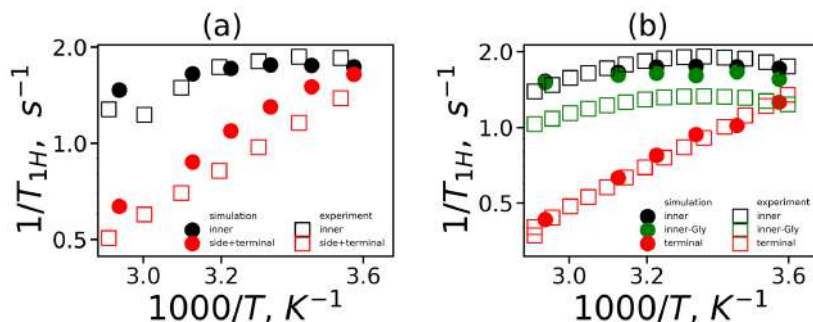 (a)
2.0
1.0
0.5
1/T1H, s⁻¹
simulation
inner
side+terminal
experiment
inner
side+terminal
3.0 3.2 3.6
1000/T, K⁻¹
(b)
2.0
1.0
0.5
1/T1H, s⁻¹
simulation
inner
inner-Gly
terminal
experiment
inner
inner-Gly
terminal
3.0 3.2 3.6
1000/T, K⁻¹